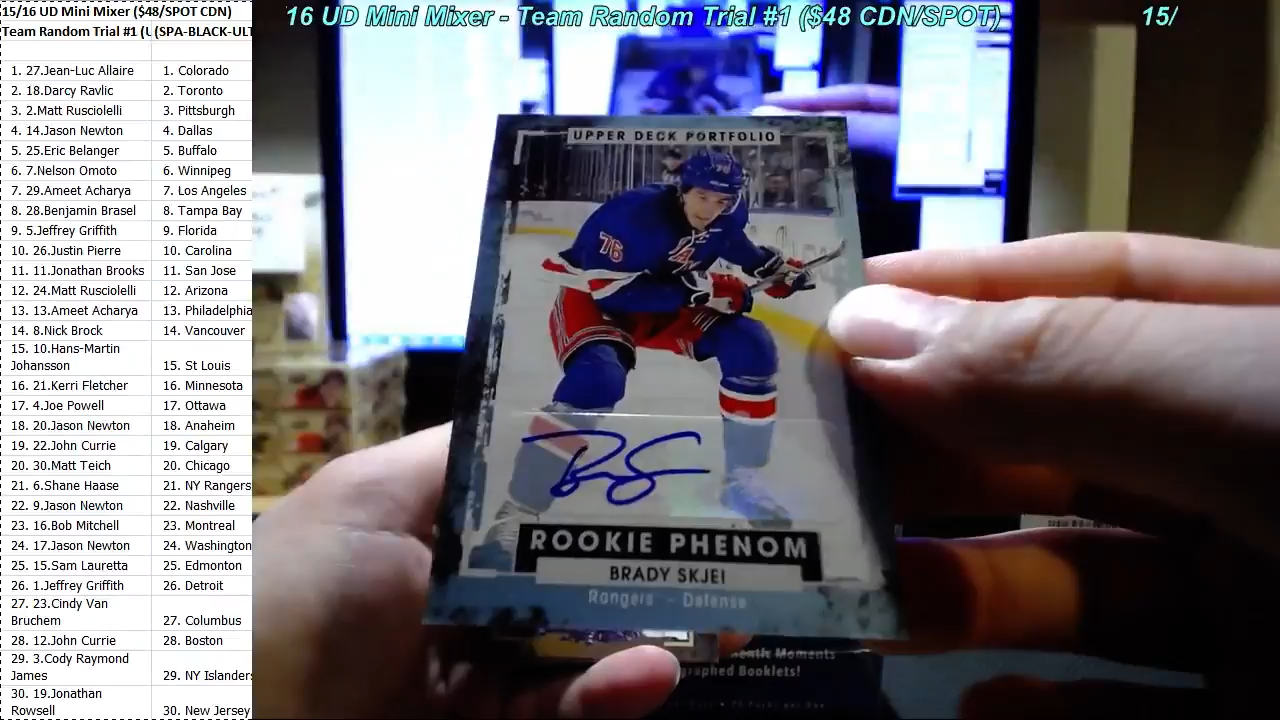 15/16 UD Mini Mixer ($48/SPOT CDN)
Team Random Trial #1 (U (SPA-BLACK-ULT
1. 27.Jean-Luc Allaire 1. Colorado
2. 18.Darcy Ravlic 2. Toronto
3. 2.Matt Rusciolelli 3. Pittsburgh
4. 14.Jason Newton 4. Dallas
5. 25.Eric Belanger 5. Buffalo
6. 7.Nelson Omoto 6. Winnipeg
7. 29.Ameet Acharya 7. Los Angeles
8. 28.Benjamin Brasel 8. Tampa Bay
9. 5.Jeffrey Griffith 9. Florida
10. 26.Justin Pierre 10. Carolina
11. 11.Jonathan Brooks 11. San Jose
11. 24.Matt Rusciolelli 12. Arizona
13. 13.Ameet Acharya 13. Philadelphia
14. 8.Nick Brock 14. Vancouver
15. 10.Hans-Martin
Johansson 15. St Louis
16. 21.Kerri Fletcher 16. Minnesota
17. 4.Joe Powell 17. Ottawa
18. 20.Jason Newton 18. Anaheim
19. 22.John Currie 19. Calgary
20. 30.Matt Teich 20. Chicago
21. 6.Shane Haase 21. NY Rangers
22. 9.Jason Newton 22. Nashville
23. 16.Bob Mitchell 23. Montreal
24. 17.Jason Newton 24. Washington
25. 15.Sam Lauretta 25. Edmonton
26. 1.Jeffrey Griffith 26. Detroit
27. 23.Cindy Van
Bruchem 27. Columbus
28. 12.John Currie 28. Boston
29. 3.Cody Raymond
James 29. NY Islanders
30. 19.Jonathan
Rowsell 30. New Jersey
16 UD Mini Mixer - Team Random Trial #1 ($48 CDN/SPOT) 15/
UPPER DECK PORTFOLIO
76
76
ROOKIE PHENOM
BRADY SKJEI
Rangers - Defense
Moments
graphed Booklets!